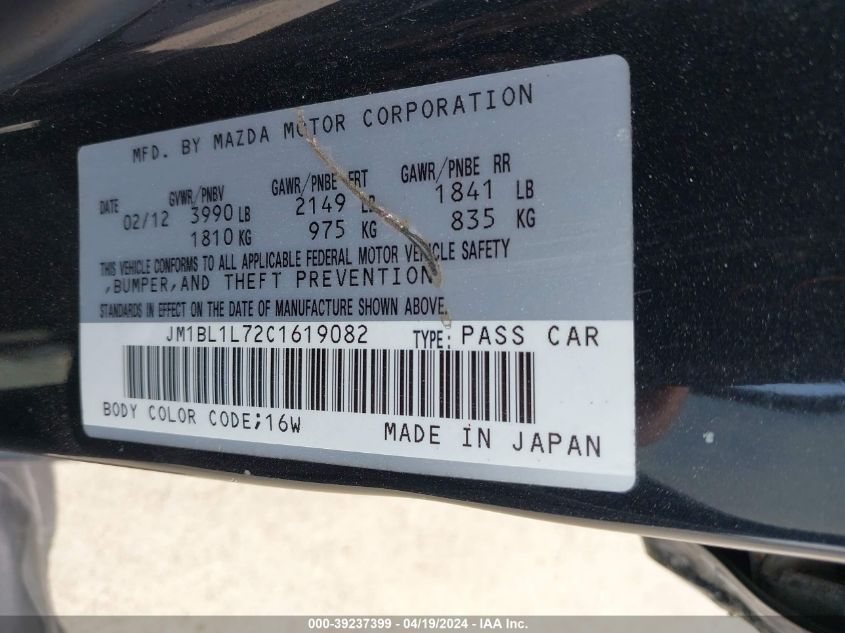 MFD. BY MAZDA MOTOR CORPORATION
DATE GVWR/PNBV GAWR/PNBE FRT GAWR/PNBE RR
02/12 3990 LB 2149 LB 1841 LB
1810 KG 975 KG 835 KG
THIS VEHICLE CONFORMS TO ALL APPLICABLE FEDERAL MOTOR VEHICLE SAFETY
,BUMPER,AND THEFT PREVENTION
STANDARDS IN EFFECT ON THE DATE OF MANUFACTURE SHOWN ABOVE.
JM1BL1L72C1619082 TYPE: PASS CAR
BODY COLOR CODE;16W MADE IN JAPAN
000-39237399 - 04/19/2024 - IAA Inc.